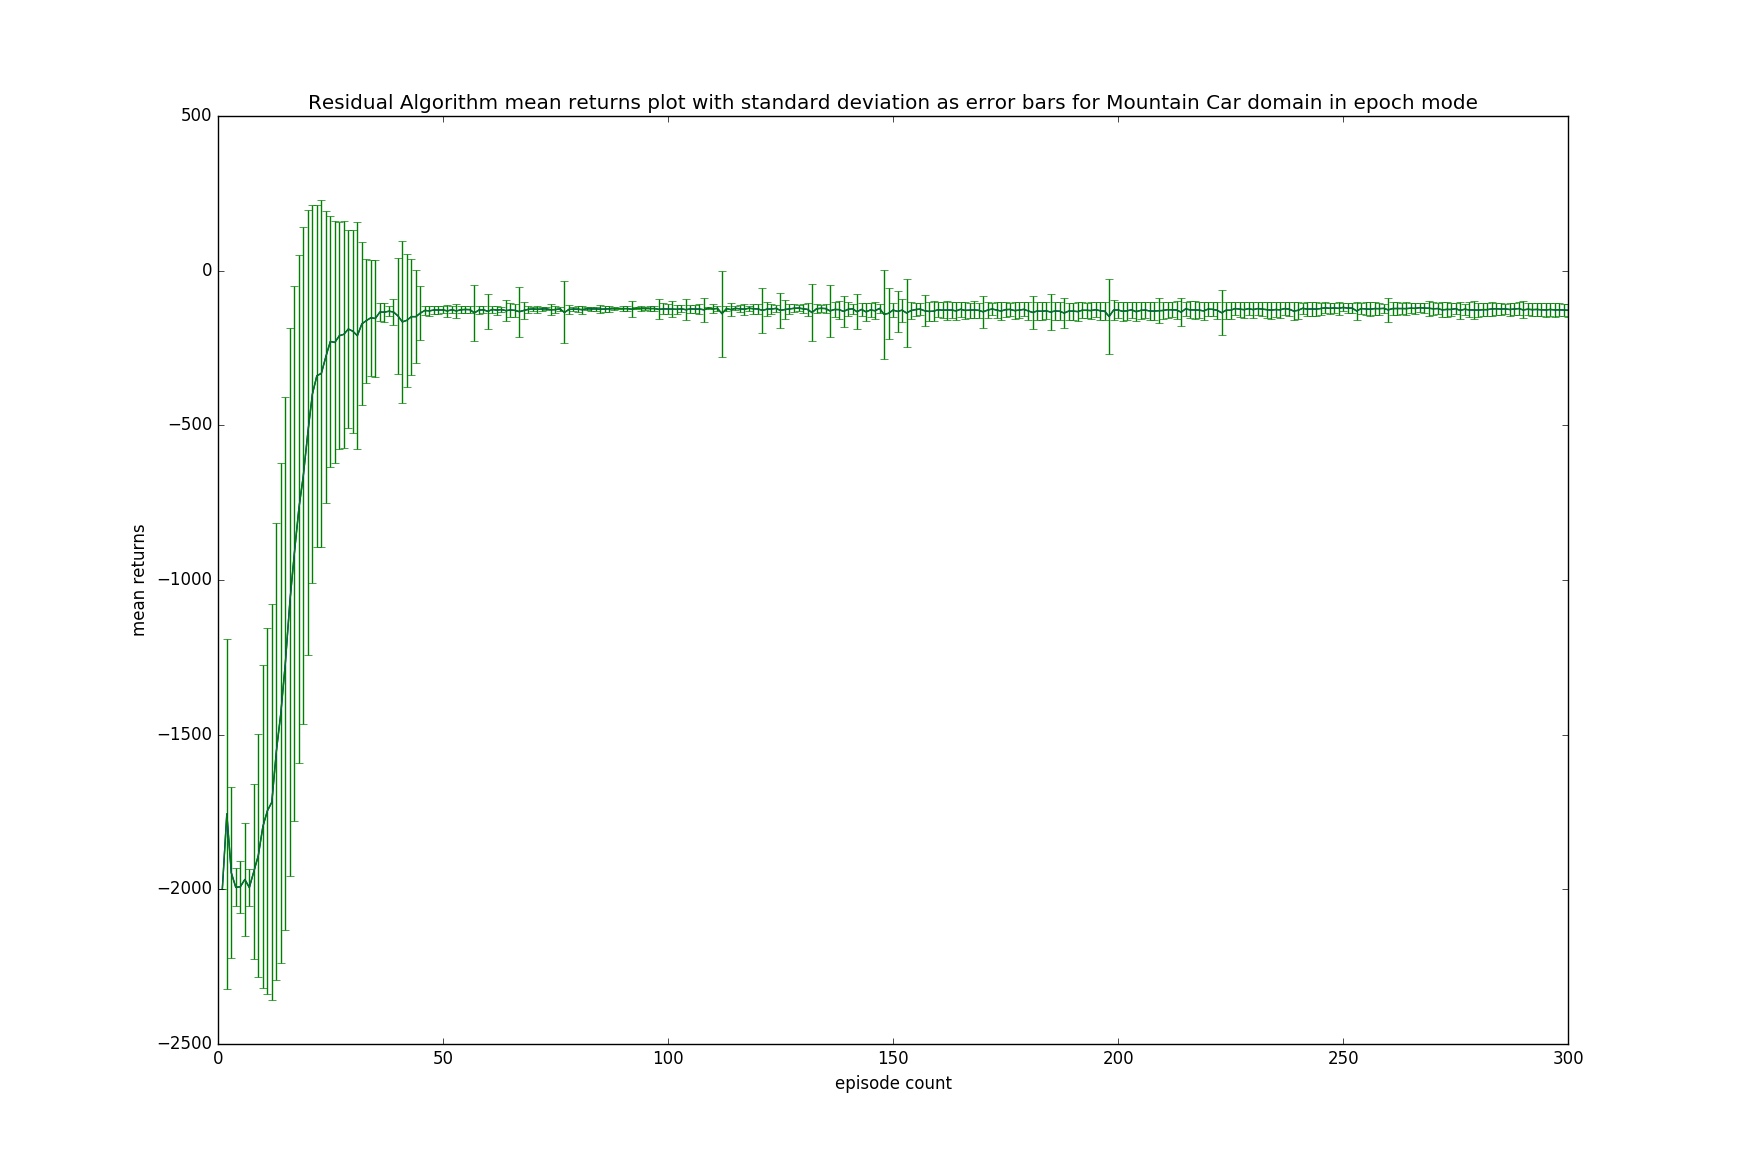 Residual Algorithm mean returns plot with standard deviation as error bars for Mountain Car domain in epoch mode
500
0
−500
−1000
−1500
−2000
−2500
mean returns
0 50 100 150 200 250 300
episode count